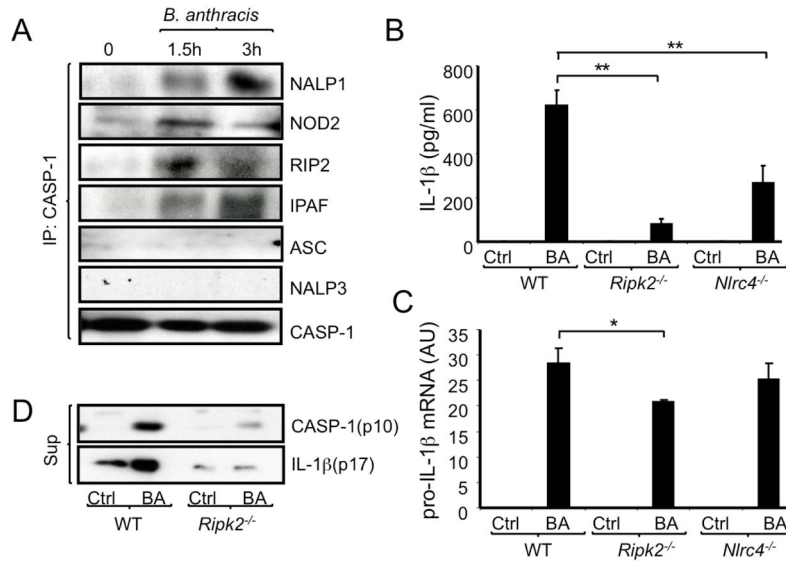 A
B. anthracis
0 1.5h 3h
IP: CASP-1
NALP1
NOD2
RIP2
IPAF
ASC
NALP3
CASP-1
B
IL-1β (pg/ml)
800
600
400
200
0
** **
Ctrl BA Ctrl BA Ctrl BA
WT Ripk2-/- Nlrc4-/-
C
pro-IL-1β mRNA (AU)
35
30
25
20
15
10
5
0
*
Ctrl BA Ctrl BA Ctrl BA
WT Ripk2-/- Nlrc4-/-
D
Sup
CASP-1(p10)
IL-1β(p17)
Ctrl BA Ctrl BA
WT Ripk2-/-